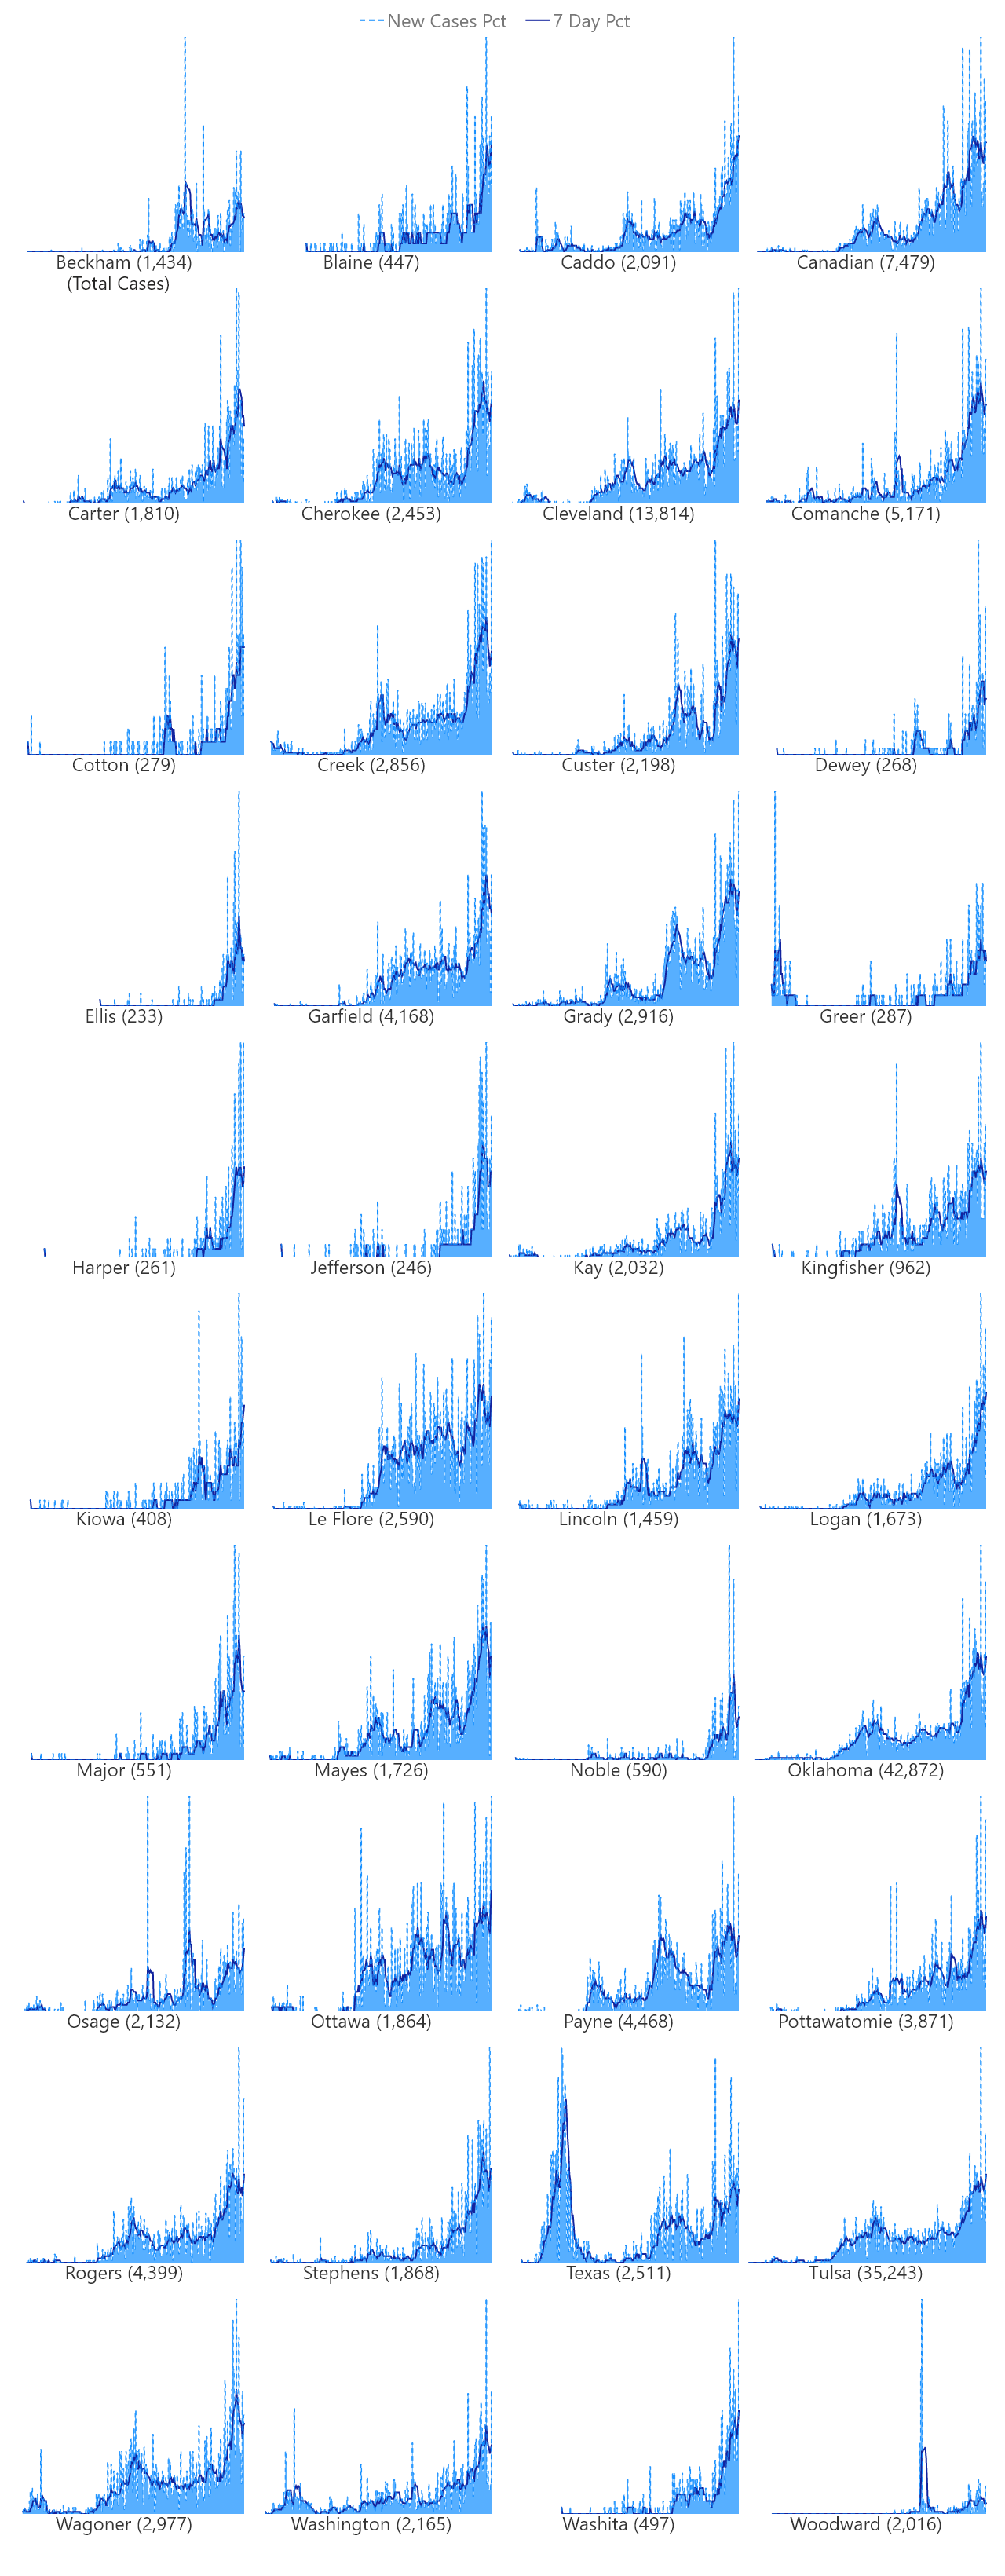 New Cases Pct 7 Day Pct
Beckham (1,434) Blaine (447) Caddo (2,091) Canadian (7,479)
(Total Cases)
Carter (1,810) Cherokee (2,453) Cleveland (13,814) Comanche (5,171)
Cotton (279) Creek (2,856) Custer (2,198) Dewey (268)
Ellis (233) Garfield (4,168) Grady (2,916) Greer (287)
Harper (261) Jefferson (246) Kay (2,032) Kingfisher (962)
Kiowa (408) Le Flore (2,590) Lincoln (1,459) Logan (1,673)
Major (551) Mayes (1,726) Noble (590) Oklahoma (42,872)
Osage (2,132) Ottawa (1,864) Payne (4,468) Pottawatomie (3,871)
Rogers (4,399) Stephens (1,868) Texas (2,511) Tulsa (35,243)
Wagoner (2,977) Washington (2,165) Washita (497) Woodward (2,016)